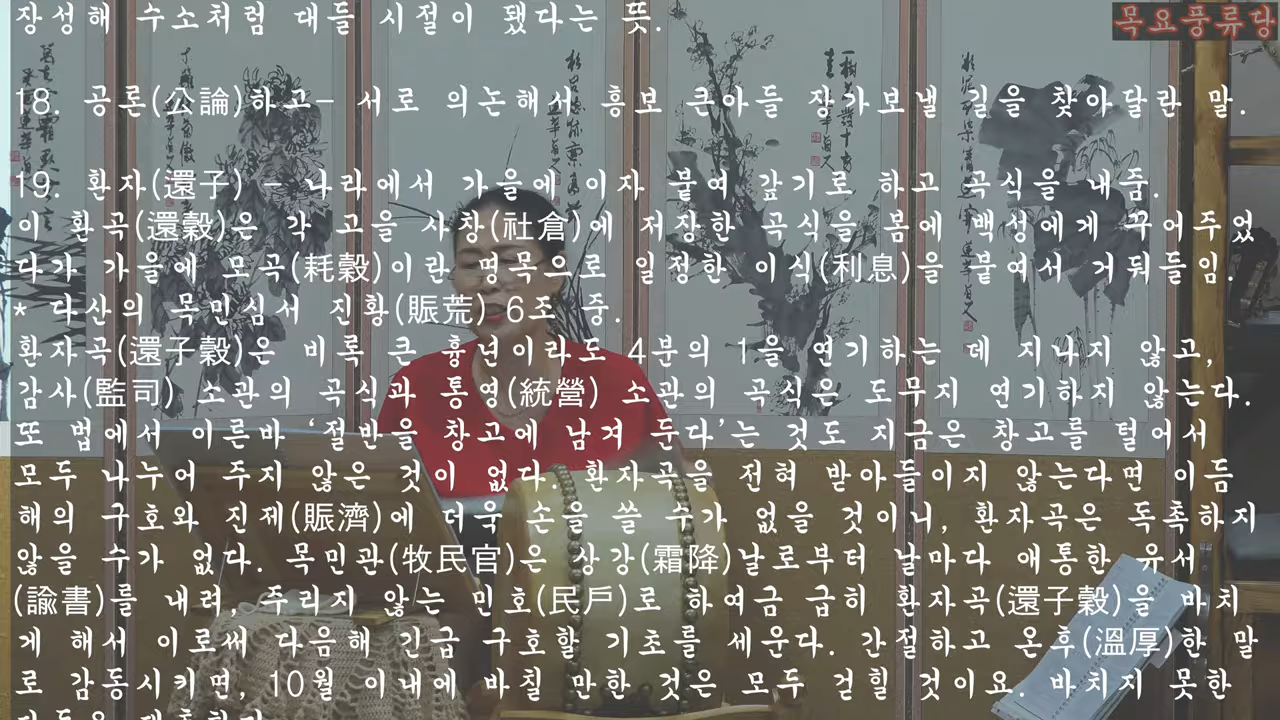 장성해 수소처럼 대들 시절이 됐다는 뜻.
목요풍류당
18. 공론(公論)하고- 서로 의논해서 흥보 큰아들 장가보낼 길을 찾아달란 말.
19. 환자(還子) - 나라에서 가을에 이자 붙여 갚기로 하고 곡식을 내줌.
이 환곡(還穀)은 각 고을 사창(社倉)에 저장한 곡식을 봄에 백성에게 꾸어주었
다가 가을에 모곡(耗穀)이란 명목으로 일정한 이식(利息)을 붙여서 거둬들임.
* 다산의 목민심서 진황(賑荒) 6조 중.
환자곡(還子穀)은 비록 큰 흉년이라도 4분의 1을 연기하는 데 지나지 않고,
감사(監司) 소관의 곡식과 통영(統營) 소관의 곡식은 도무지 연기하지 않는다.
또 법에서 이른바 ‘절반을 창고에 남겨 둔다’는 것도 지금은 창고를 털어서
모두 나누어 주지 않은 것이 없다. 환자곡을 전혀 받아들이지 않는다면 이듬
해의 구호와 진제(賑濟)에 더욱 손을 쓸 수가 없을 것이니, 환자곡은 독촉하지
않을 수가 없다. 목민관(牧民官)은 상강(霜降)날로부터 날마다 애통한 유서
(諭書)를 내려, 주리지 않는 민호(民戶)로 하여금 급히 환자곡(還子穀)을 바치
게 해서 이로써 다음해 긴급 구호할 기초를 세운다. 간절하고 온후(溫厚)한 말
로 감동시키면, 10월 이내에 바칠 만한 것은 모두 걷힐 것이요. 바치지 못한